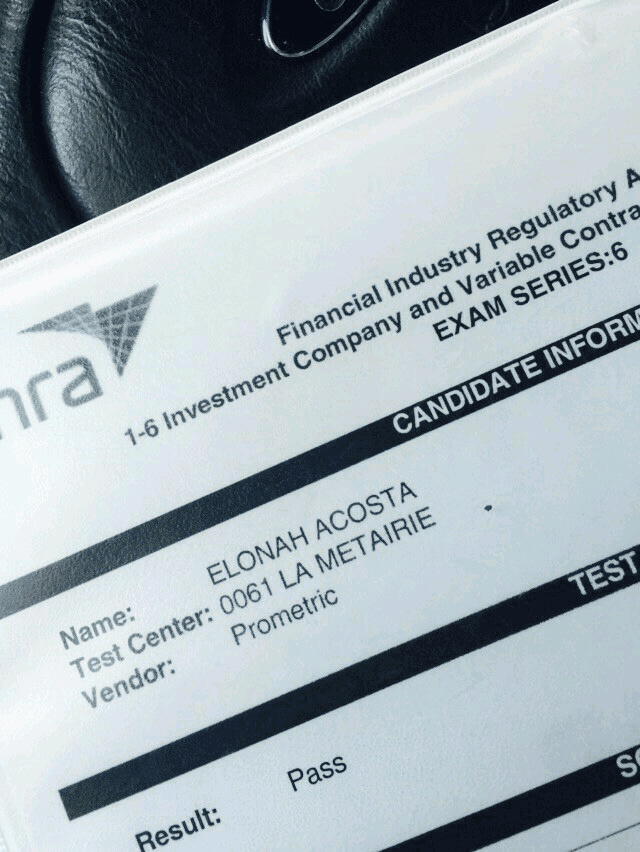 Financial Industry Regulatory A
1-6 Investment Company and Variable Contra
EXAM SERIES:6
nra
CANDIDATE INFORM
Name: ELONAH ACOSTA
Test Center: 0061 LA METAIRIE
Vendor: Prometric
TEST
Result: Pass
SC